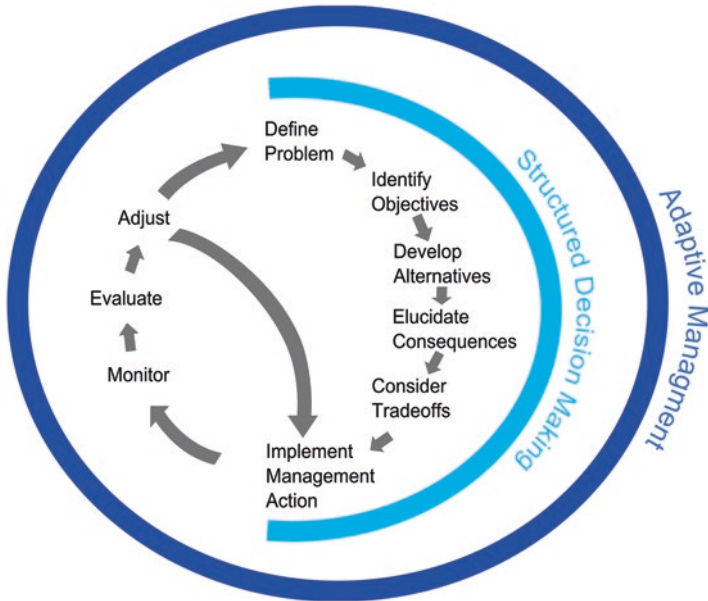 Define
Problem
Identify
Objectives
Develop
Alternatives
Elucidate
Consequences
Consider
Tradeoffs
Implement
Management
Action
Monitor
Evaluate
Adjust
Structured Decision Making
Adaptive Managment